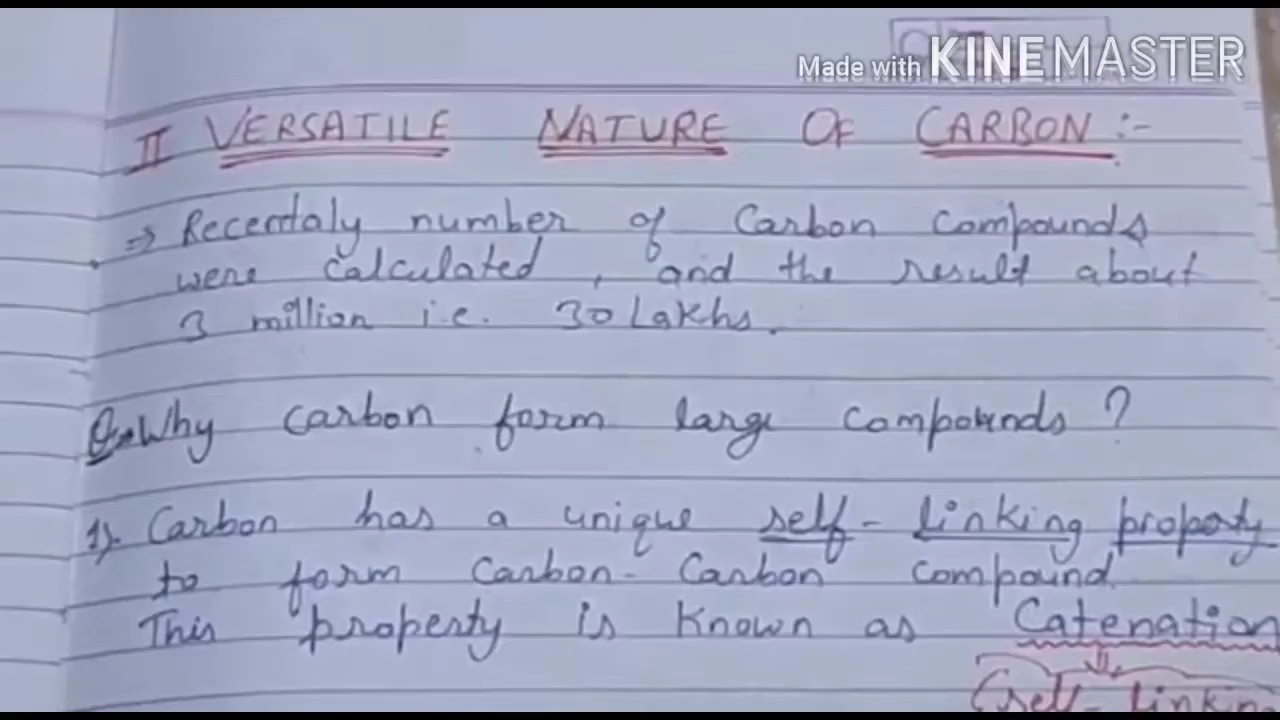 Made with KINEMASTER
II VERSATILE NATURE OF CARBON :-
⇒ Recentaly number of Carbon Compounds
were calculated, and the result about
3 million i.e. 30 Lakhs.
Q. Why carbon form large compounds ?
1). Carbon has a unique self-linking property
to form Carbon-Carbon compound.
This property is known as Catenation
(self-linking